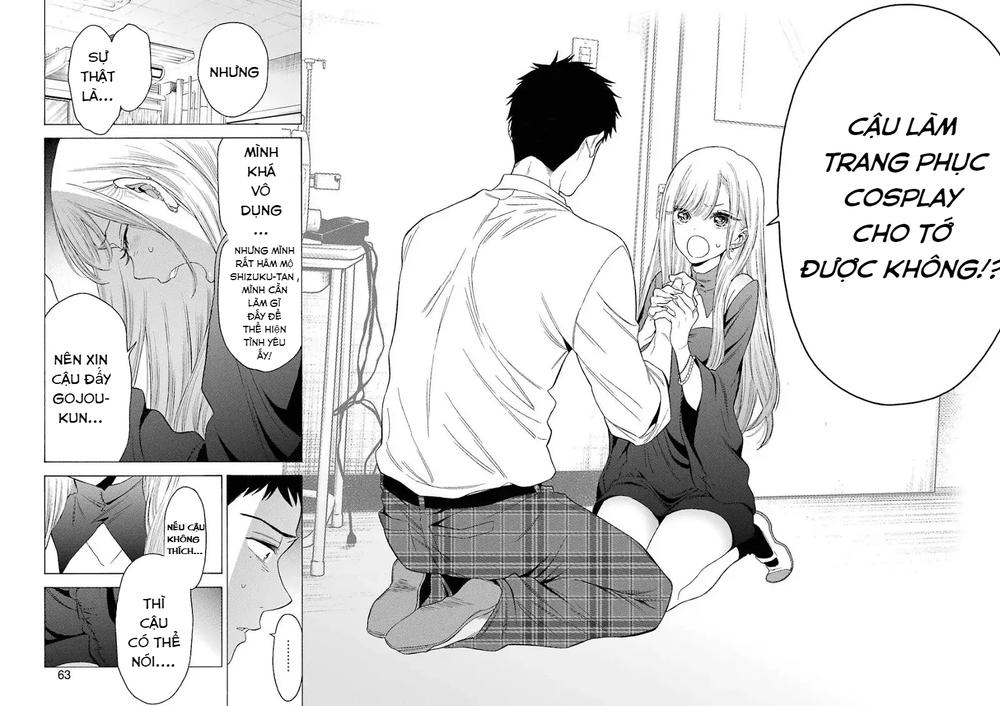 CẬU LÀM
TRANG PHỤC
COSPLAY
CHO TỚ
ĐƯỢC KHÔNG!?
NHƯNG
SỰ
THẬT
LÀ...
MÌNH
KHÁ
VÔ
DỤNG
...
NHƯNG MÌNH
RẤT HÂM MỘ
SHIZUKU-TAN,
MÌNH CẦN
LÀM GÌ
ĐẤY ĐỂ
THỂ HIỆN
TÌNH YÊU
ẤY!
NÊN XIN
CẬU ĐẤY
GOJOU-
KUN...
NẾU CẬU
KHÔNG
THÍCH...
THÌ
CẬU
CÓ THỂ
NÓI....
.........
63